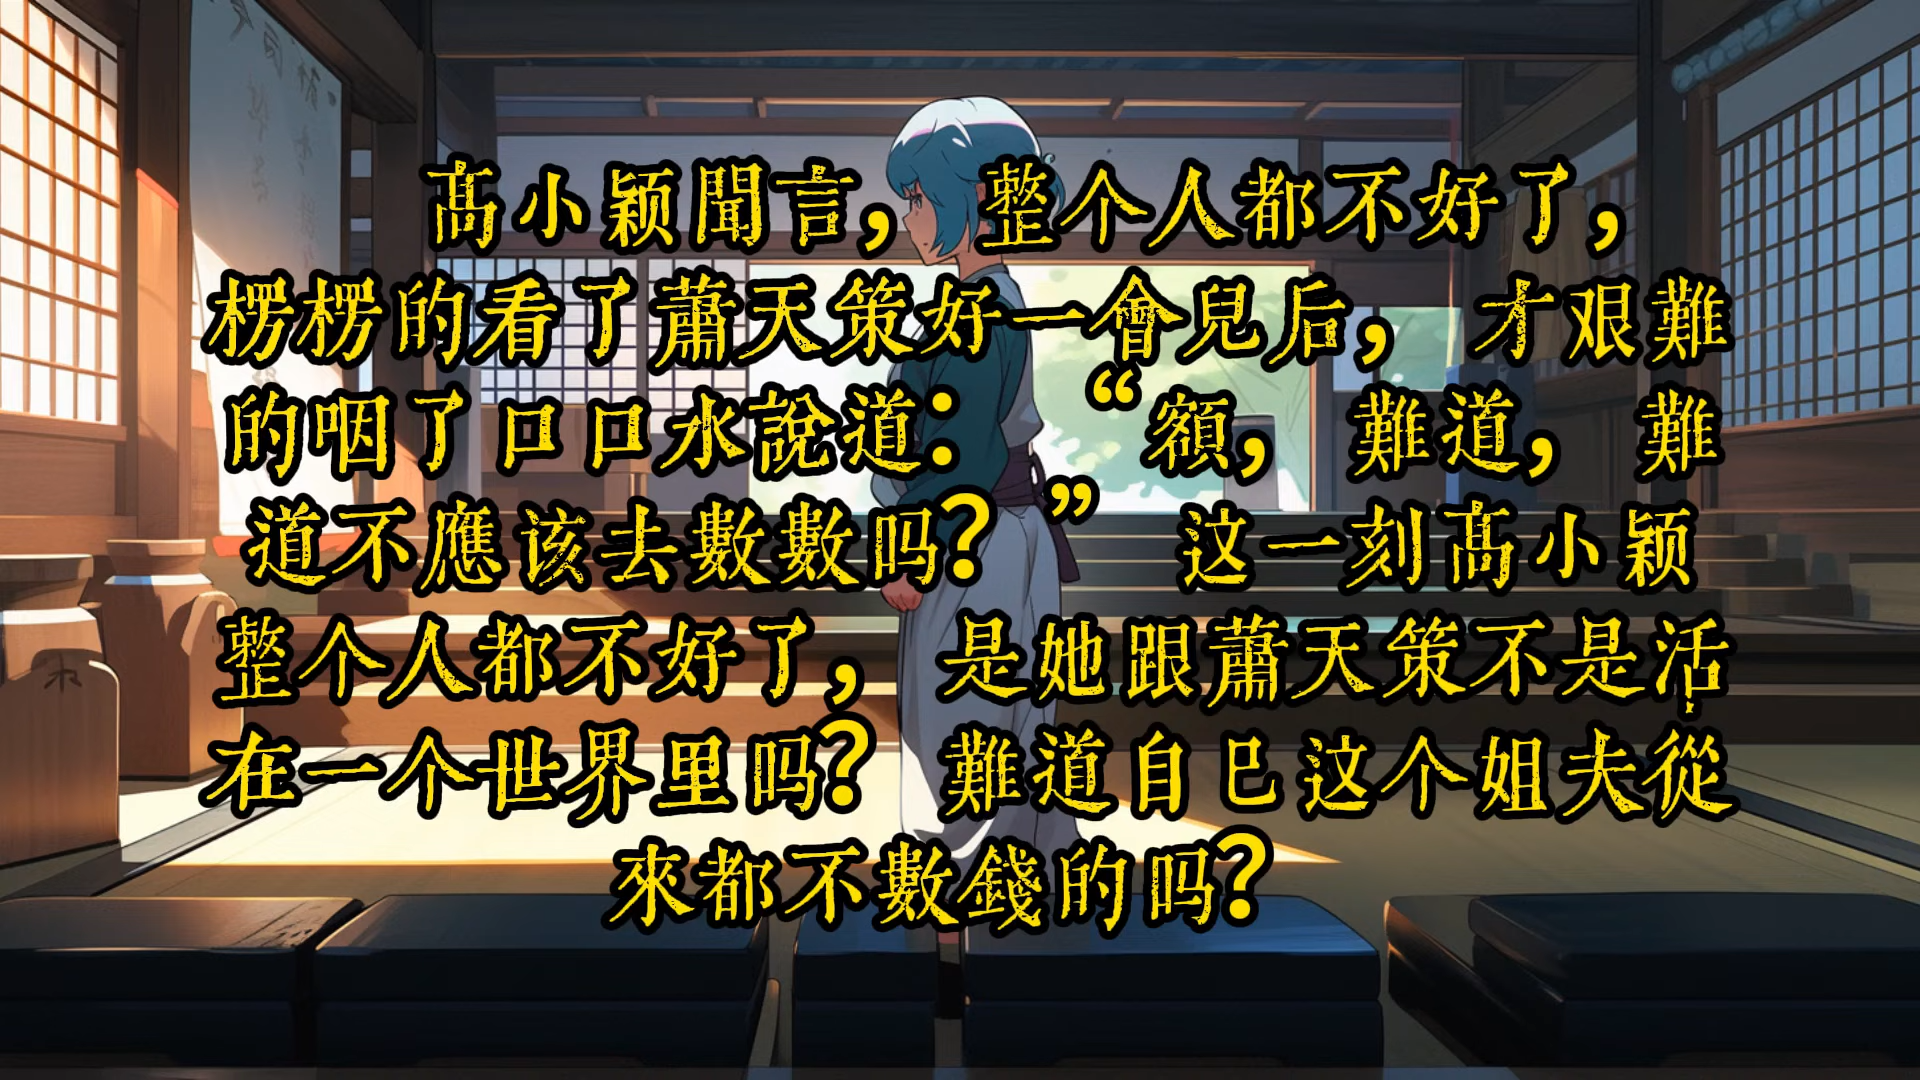 高小颖聞言，整个人都不好了，
楞楞的看了蕭天策好一會兒后，才艰難
的咽了口口水說道：“額，難道，難
道不應该去數數吗？” 这一刻高小颖
整个人都不好了，是她跟蕭天策不是活
在一个世界里吗？難道自已这个姐夫從
來都不數錢的吗？